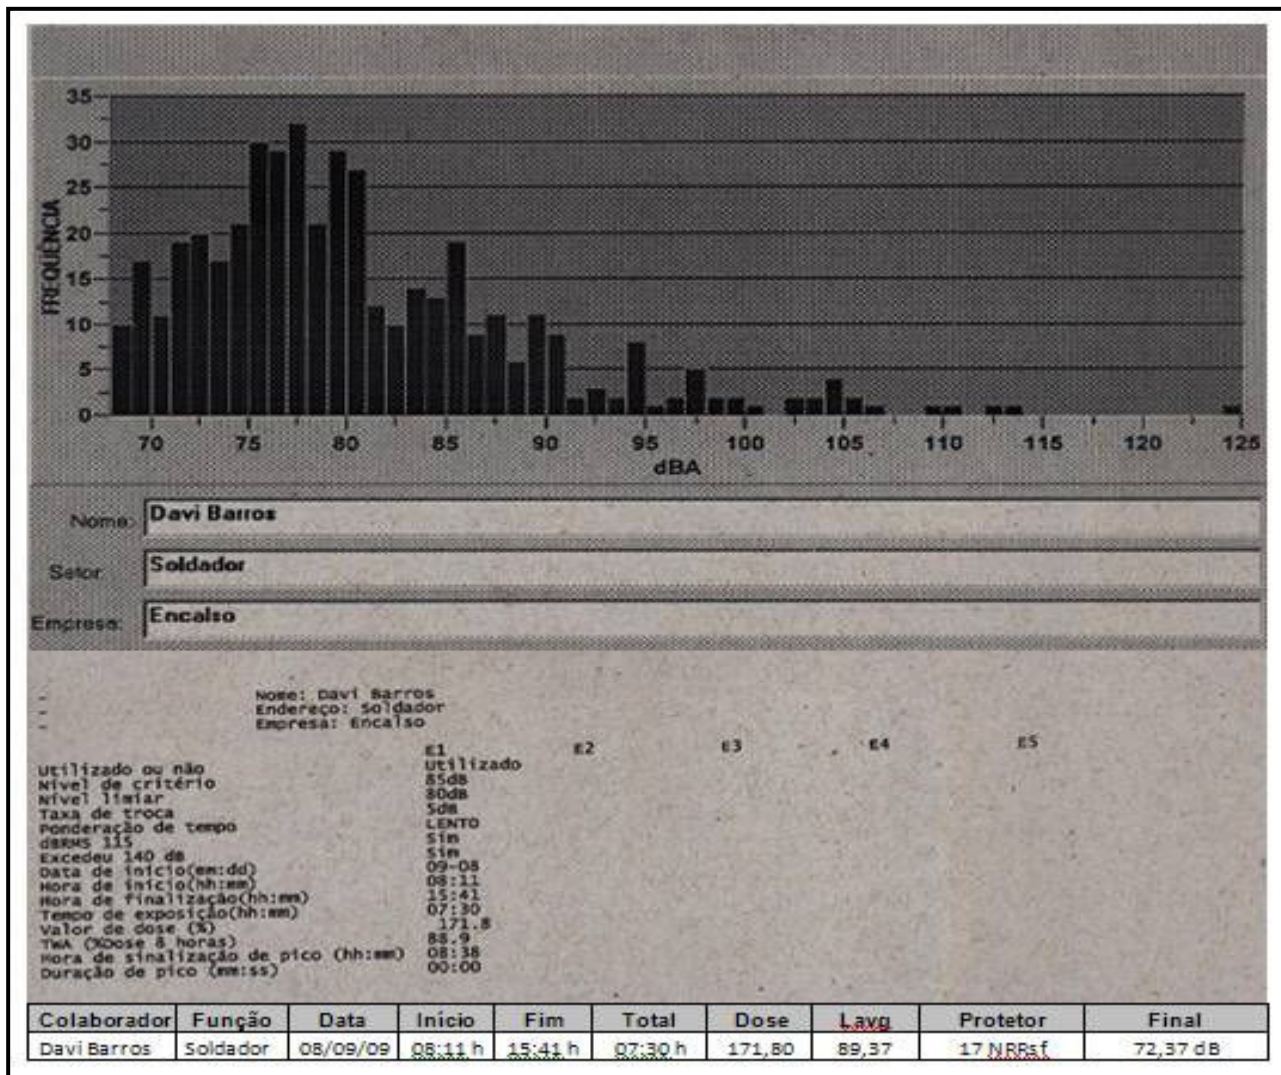 35
30
25
20
15
10
5
0
FREQUÊNCIA
70 75 80 85 90 95 100 105 110 115 120 125
dBA
Nome: Davi Barros
Setor: Soldador
Empresa: Encalso
- Nome: Davi Barros
- Endereço: Soldador
- Empresa: Encalso
E1 E2 E3 E4 E5
Utilizado ou não Utilizado
Nível de critério 85dB
Nível limiar 80dB
Taxa de troca 5dB
Ponderação de tempo LENTO
dBRMS 115 Sim
Excedeu 140 dB Sim
Data de início(mm:dd) 09-08
Hora de início(hh:mm) 08:11
Hora de finalização(hh:mm) 15:41
Tempo de exposição(hh:mm) 07:30
Valor de dose (%) 171.8
TWA (%Dose 8 horas) 88.9
Hora de sinalização de pico (hh:mm) 08:38
Duração de pico (mm:ss) 00:00
Colaborador Função Data Início Fim Total Dose Lavg Protetor Final
Davi Barros Soldador 08/09/09 08:11 h 15:41 h 07:30 h 171,80 89,37 17 NRRsf 72,37 dB